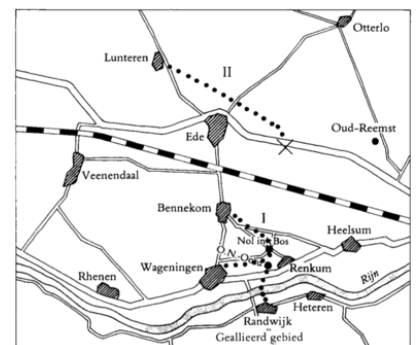 Otterlo
Lunteren
II
Oud-Reemst
Ede
Veenendaal
Bennekom
I
Heelsum
Nol in 't Bos
Wageningen
Renkum
Rijn
Rhenen
Heteren
Randwijk
Geallieerd gebied